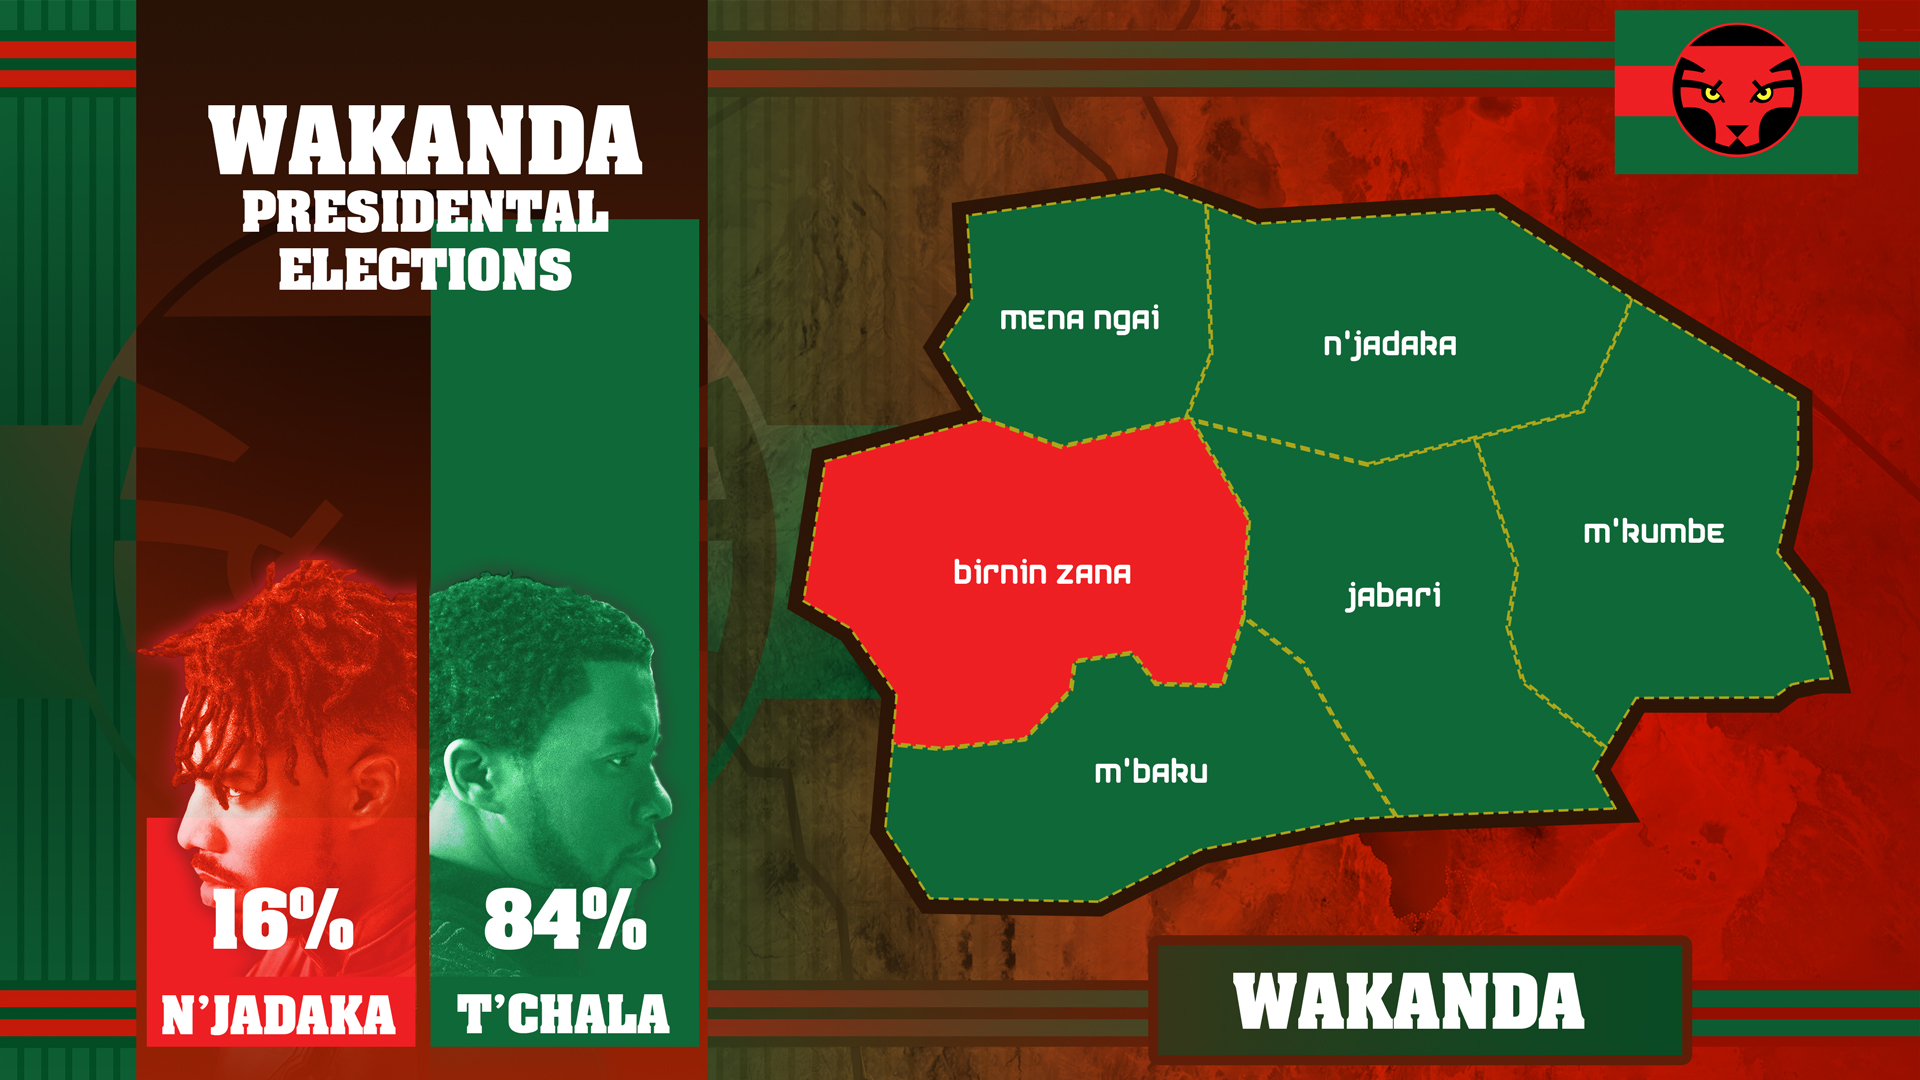 WAKANDA
PRESIDENTAL
ELECTIONS
16%
84%
N’JADAKA
T’CHALA
mena ngai
n'jadaka
m'kumbe
birnin zana
jabari
m'baku
WAKANDA